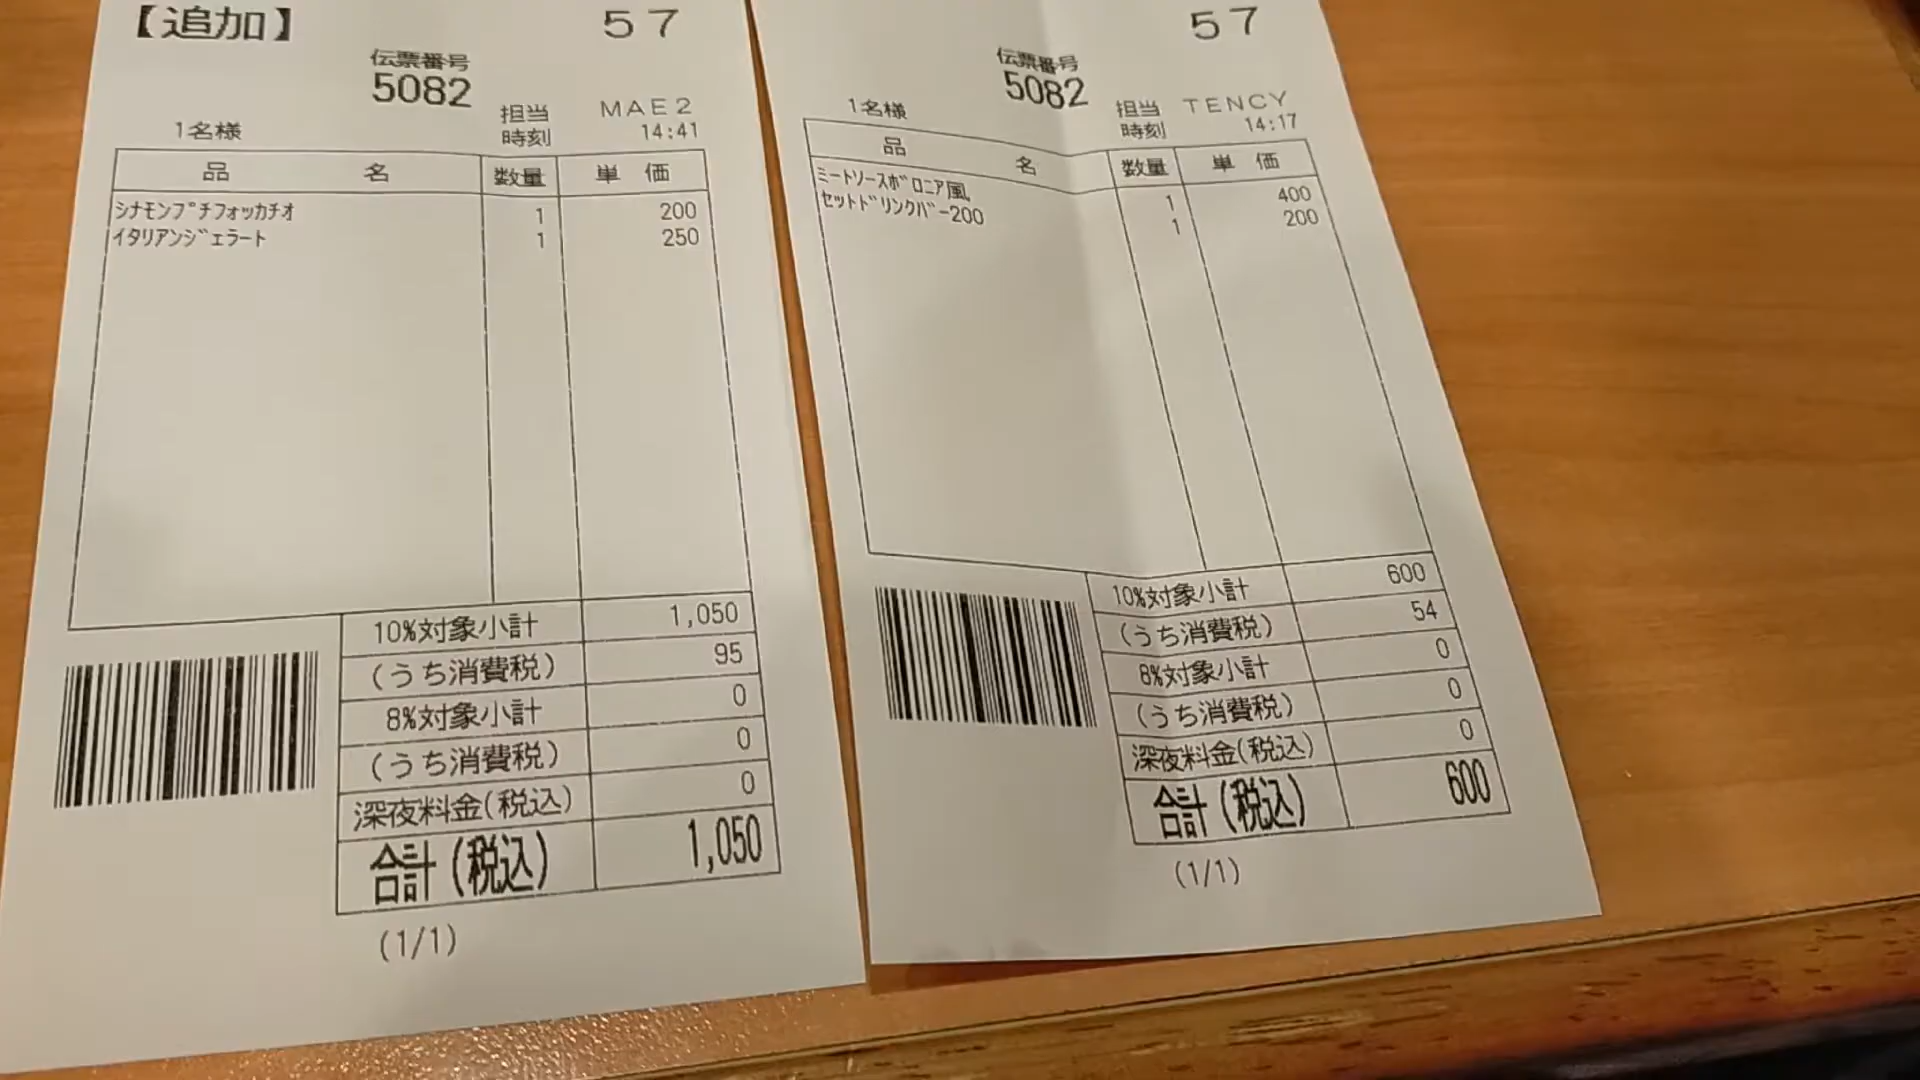 【追加】 57
伝票番号
5082
担当 MAE2
1名様 時刻 14:41
品 名 数量 単 価
シナモンプチフォッカチオ 1 200
イタリアンジェラート 1 250
10%対象小計 1,050
(うち消費税) 95
8%対象小計 0
(うち消費税) 0
深夜料金(税込) 0
合計(税込) 1,050
(1/1)
57
伝票番号
5082
担当 TENCY
1名様 時刻 14:17
品 名 数量 単 価
ミートソースボロニア風 1 400
セットドリンクバー200 1 200
10%対象小計 600
(うち消費税) 54
8%対象小計 0
(うち消費税) 0
深夜料金(税込) 0
合計(税込) 600
(1/1)